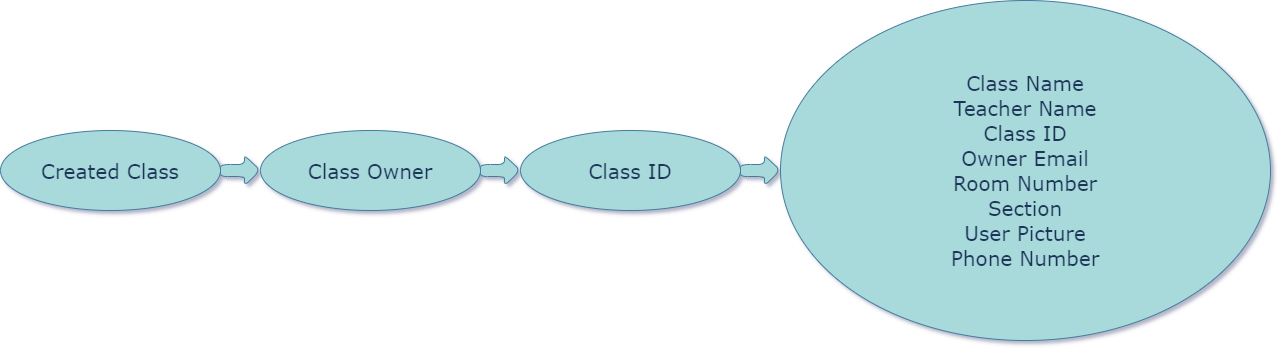 Created Class
Class Owner
Class ID
Class Name
Teacher Name
Class ID
Owner Email
Room Number
Section
User Picture
Phone Number